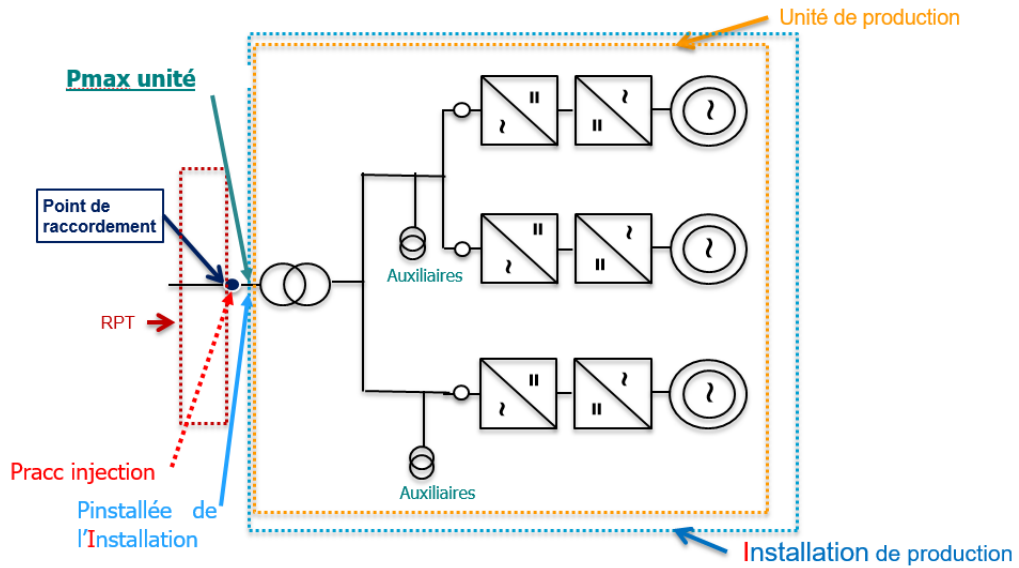 Unité de production
Pmax unité
Point de
raccordement
Auxiliaires
RPT
Auxiliaires
Pracc injection
Pinstallée de
l'Installation
Installation de production